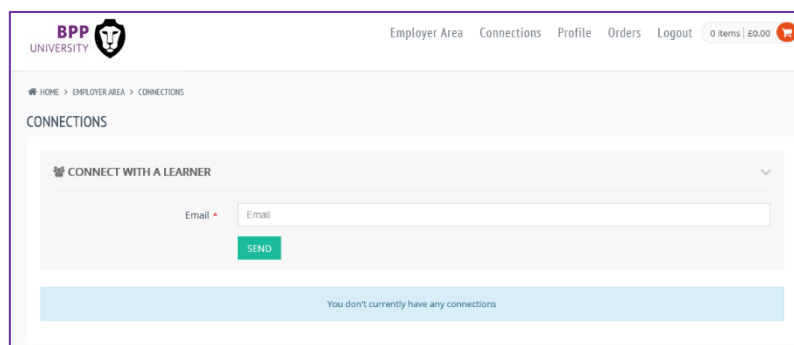 BPP
UNIVERSITY
Employer Area Connections Profile Orders Logout 0 items £0.00
HOME > EMPLOYER AREA > CONNECTIONS
CONNECTIONS
CONNECT WITH A LEARNER
Email * Email
SEND
You don't currently have any connections